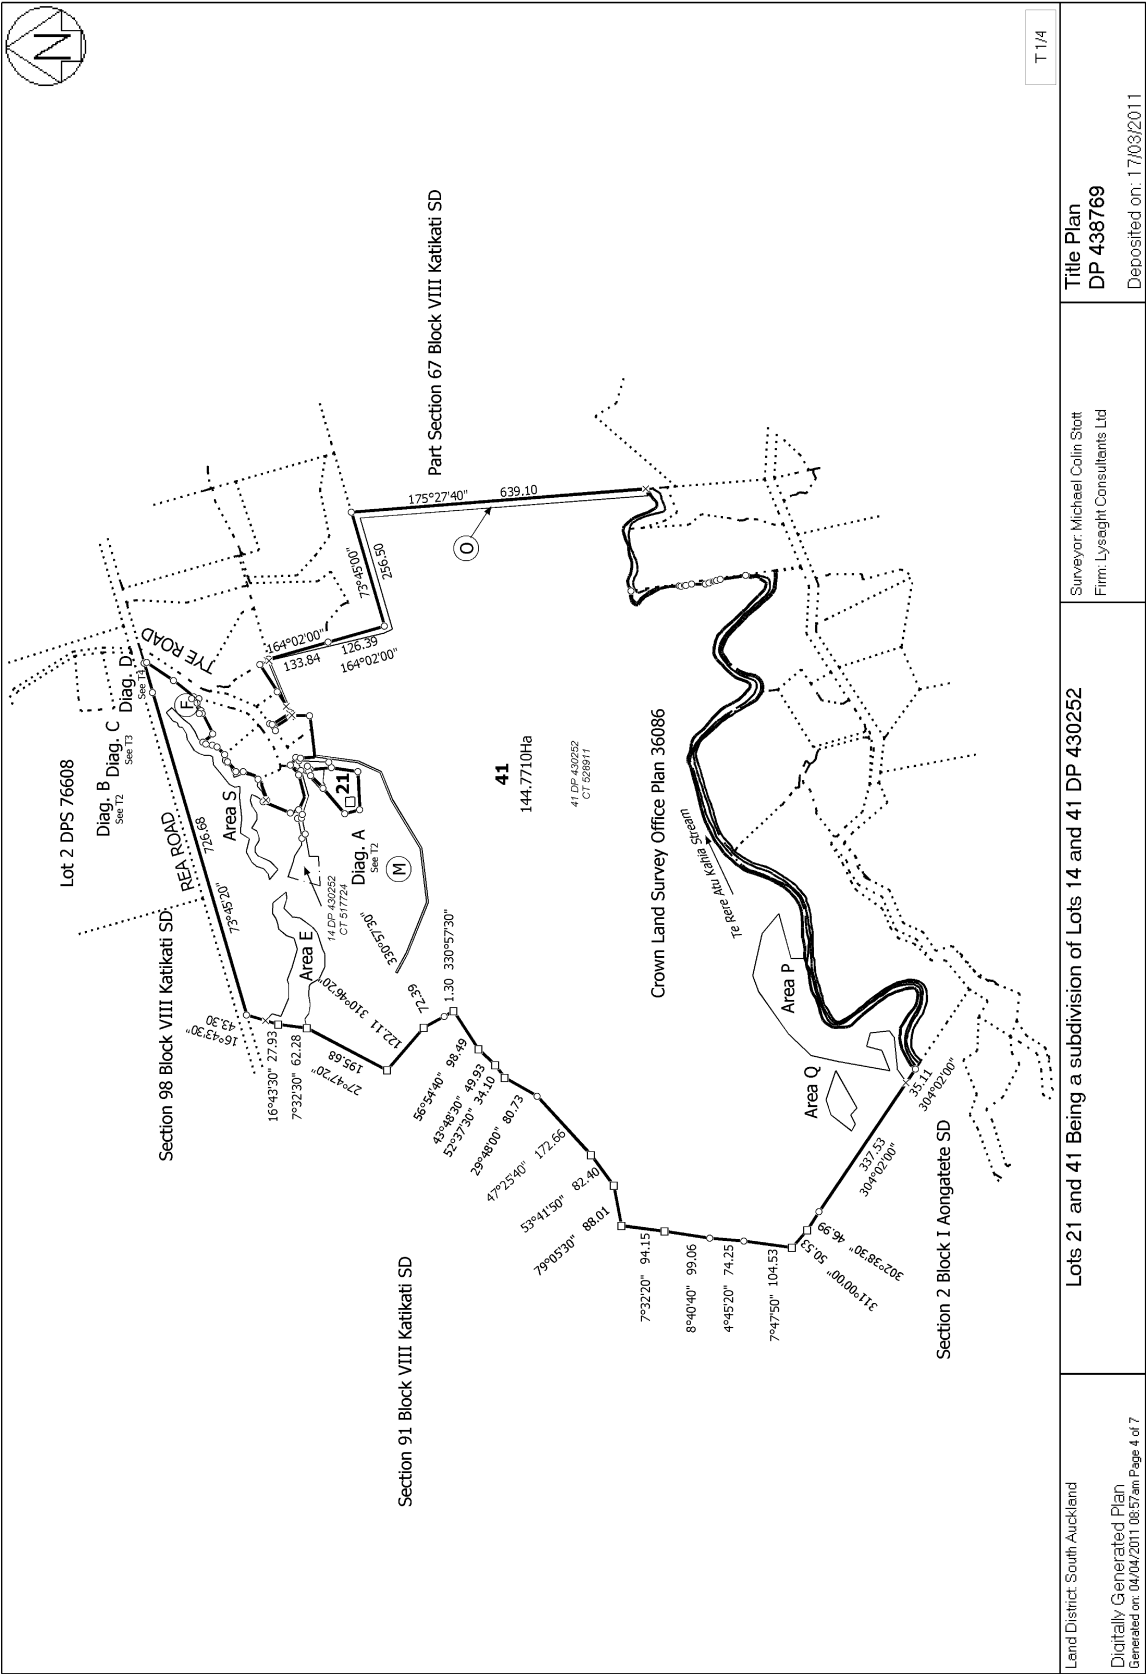 N
T 1/4
Lot 2 DPS 76608
Diag. B
See T2
Diag. C
See T3
Diag. D
See T4
TYE ROAD
REA ROAD
F
726.68
73°45'20"
Area S
Section 98 Block VIII Katikati SD
43.30
16°43'30"
16°43'30" 27.93
7°32'30" 62.28
Area E
14 DP 430252
CT 517724
21
Diag. A
See T2
M
164°02'00"
133.84
126.39
164°02'00"
73°45'00"
256.50
175°27'40" 639.10
O
Part Section 67 Block VIII Katikati SD
195.68
27°47'20"
122.11 310°46'20"
72.39
330°57'30"
1.30 330°57'30"
56°54'40" 98.49
43°48'30" 49.93
52°37'30" 34.10
29°48'00" 80.73
47°25'40" 172.66
53°41'50" 82.40
79°05'30" 88.01
7°32'20" 94.15
8°40'40" 99.06
4°45'20" 74.25
7°47'50" 104.53
Section 91 Block VIII Katikati SD
41
144.7710Ha
41 DP 430252
CT 528911
Crown Land Survey Office Plan 36086
Te Rere Atu Kahia Stream
Area P
Area Q
35.11
304°02'00"
337.53
304°02'00"
302°38'30" 46.99
311°00'00" 50.53
Section 2 Block I Aongatete SD
Land District: South Auckland
Digitally Generated Plan
Generated on: 04/04/2011 08:57am Page 4 of 7
Lots 21 and 41 Being a subdivision of Lots 14 and 41 DP 430252
Surveyor: Michael Colin Stott
Firm: Lysaght Consultants Ltd
Title Plan
DP 438769
Deposited on: 17/03/2011